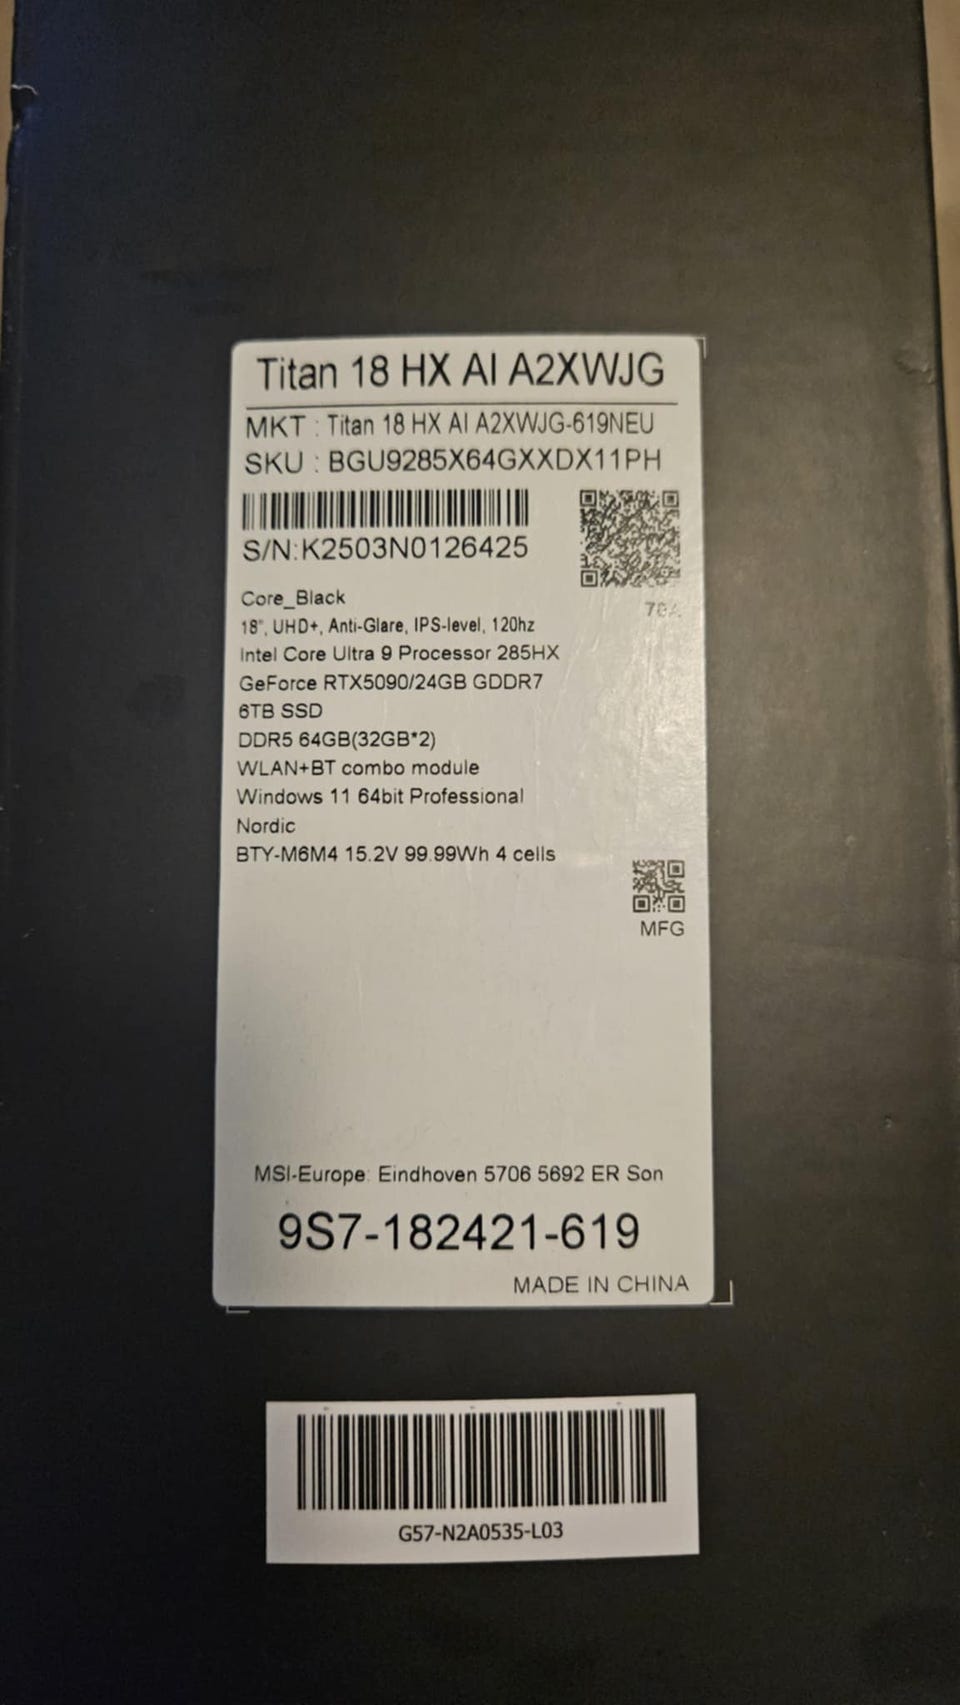 Titan 18 HX AI A2XWJG
MKT : Titan 18 HX AI A2XWJG-619NEU
SKU : BGU9285X64GXXDX11PH
S/N:K2503N0126425
Core_Black
18", UHD+, Anti-Glare, IPS-level, 120hz
Intel Core Ultra 9 Processor 285HX
GeForce RTX5090/24GB GDDR7
6TB SSD
DDR5 64GB(32GB*2)
WLAN+BT combo module
Windows 11 64bit Professional
Nordic
BTY-M6M4 15.2V 99.99Wh 4 cells
MFG
MSI-Europe: Eindhoven 5706 5692 ER Son
9S7-182421-619
MADE IN CHINA
G57-N2A0535-L03